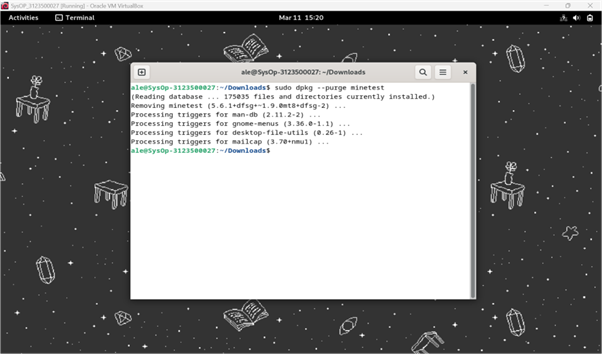 SysOP_3123500027 [Running] - Oracle VM VirtualBox
Activities Terminal Mar 11 15:20
ale@SysOp-3123500027: ~/Downloads
ale@SysOp-3123500027:~/Downloads$ sudo dpkg --purge minetest
(Reading database ... 175035 files and directories currently installed.)
Removing minetest (5.6.1+dfsg+~1.9.0mt8+dfsg-2) ...
Processing triggers for man-db (2.11.2-2) ...
Processing triggers for gnome-menus (3.36.0-1.1) ...
Processing triggers for desktop-file-utils (0.26-1) ...
Processing triggers for mailcap (3.70+nmu1) ...
ale@SysOp-3123500027:~/Downloads$